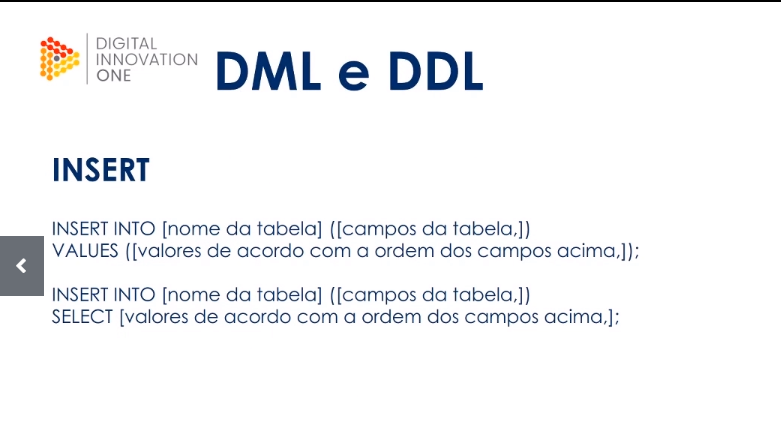 DIGITAL
INNOVATION
ONE
DML e DDL
INSERT
INSERT INTO [nome da tabela] ([campos da tabela,])
VALUES ([valores de acordo com a ordem dos campos acima,]);
INSERT INTO [nome da tabela] ([campos da tabela,])
SELECT [valores de acordo com a ordem dos campos acima,];